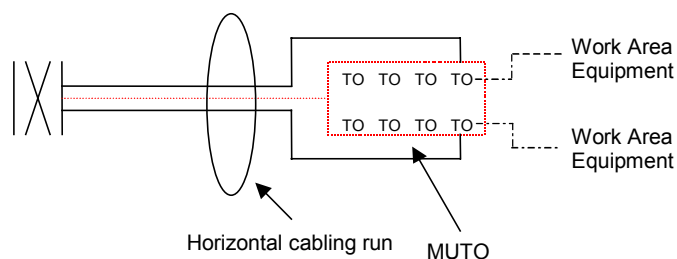 Work Area
Equipment
TO TO TO TO
TO TO TO TO
Work Area
Equipment
Horizontal cabling run
MUTO